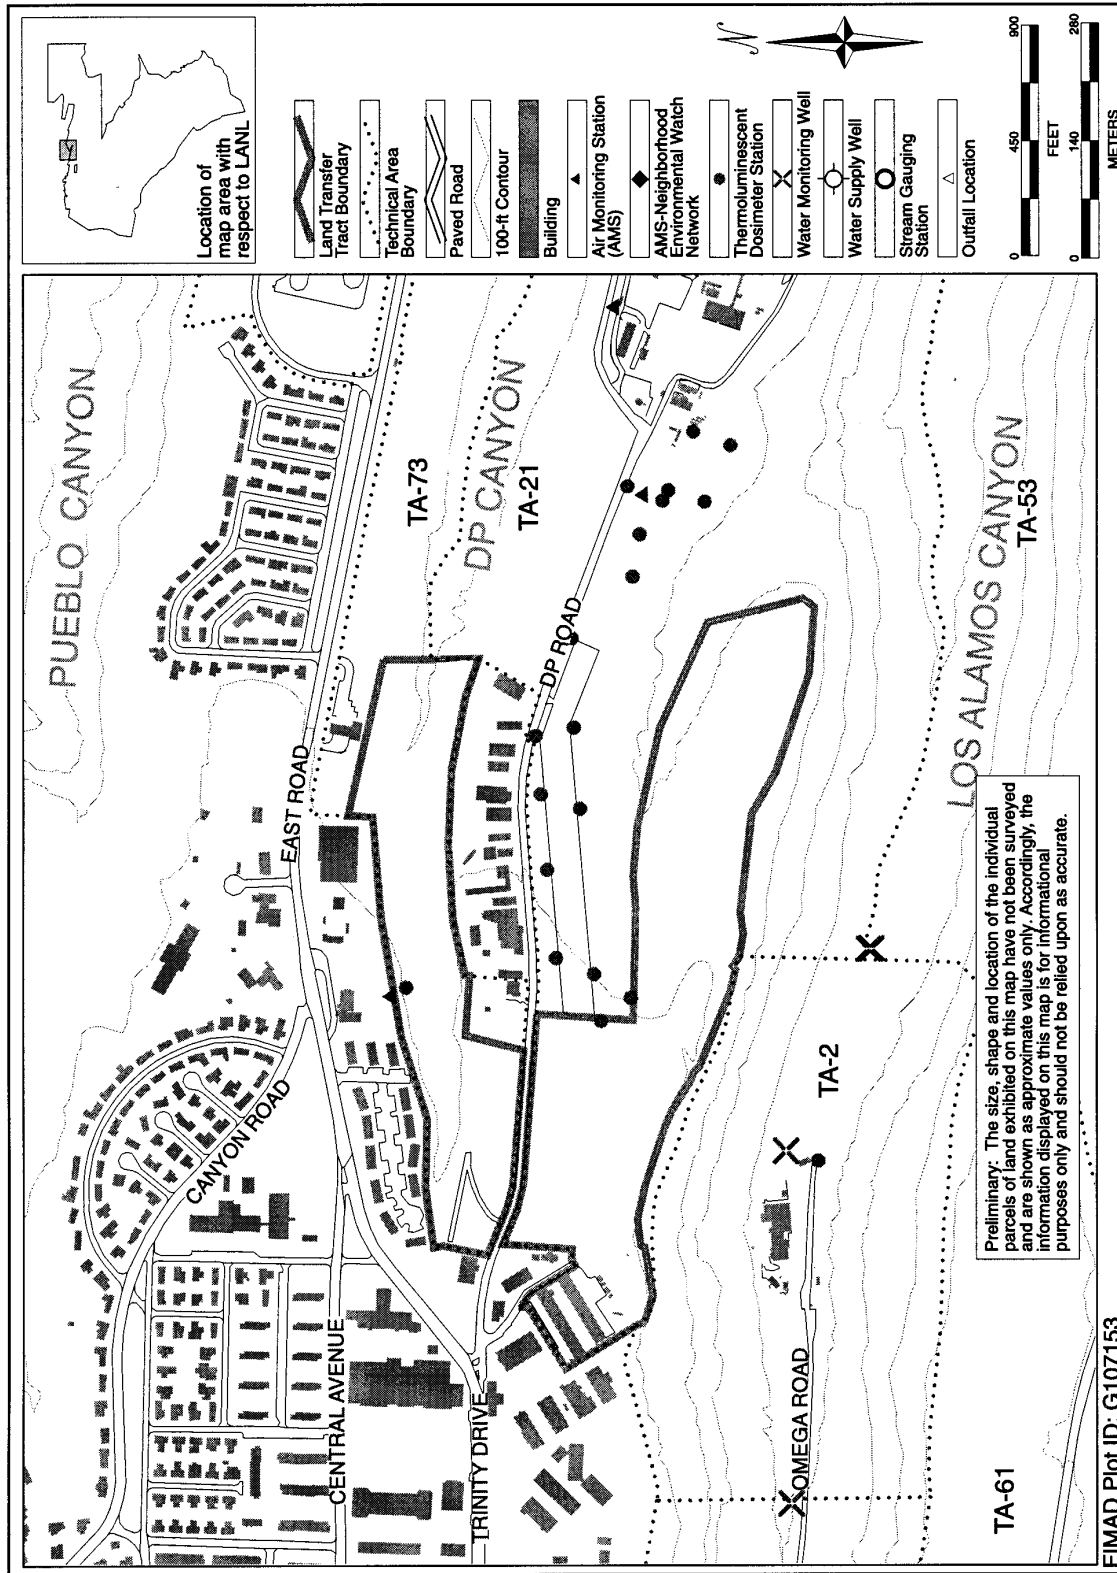 Location of
map area with
respect to LANL
Land Transfer
Tract Boundary
Technical Area
Boundary
Paved Road
100-ft Contour
Building
Air Monitoring Station
(AMS)
AMS-Neighborhood
Environmental Watch
Network
Thermoluminescent
Dosimeter Station
Water Monitoring Well
Water Supply Well
Stream Gauging
Station
Outfall Location
N
0 450 900
FEET
0 140 280
METERS
PUEBLO CANYON
EAST ROAD
CANYON ROAD
CENTRAL AVENUE
TRINITY DRIVE
TA-73
DP CANYON
TA-21
DP ROAD
LOS ALAMOS CANYON
TA-53
TA-2
OMEGA ROAD
TA-61
Preliminary: The size, shape and location of the individual
parcels of land exhibited on this map have not been surveyed
and are shown as approximate values only. Accordingly, the
information displayed on this map is for informational
purposes only and should not be relied upon as accurate.
FIMAD Plot ID: G107153